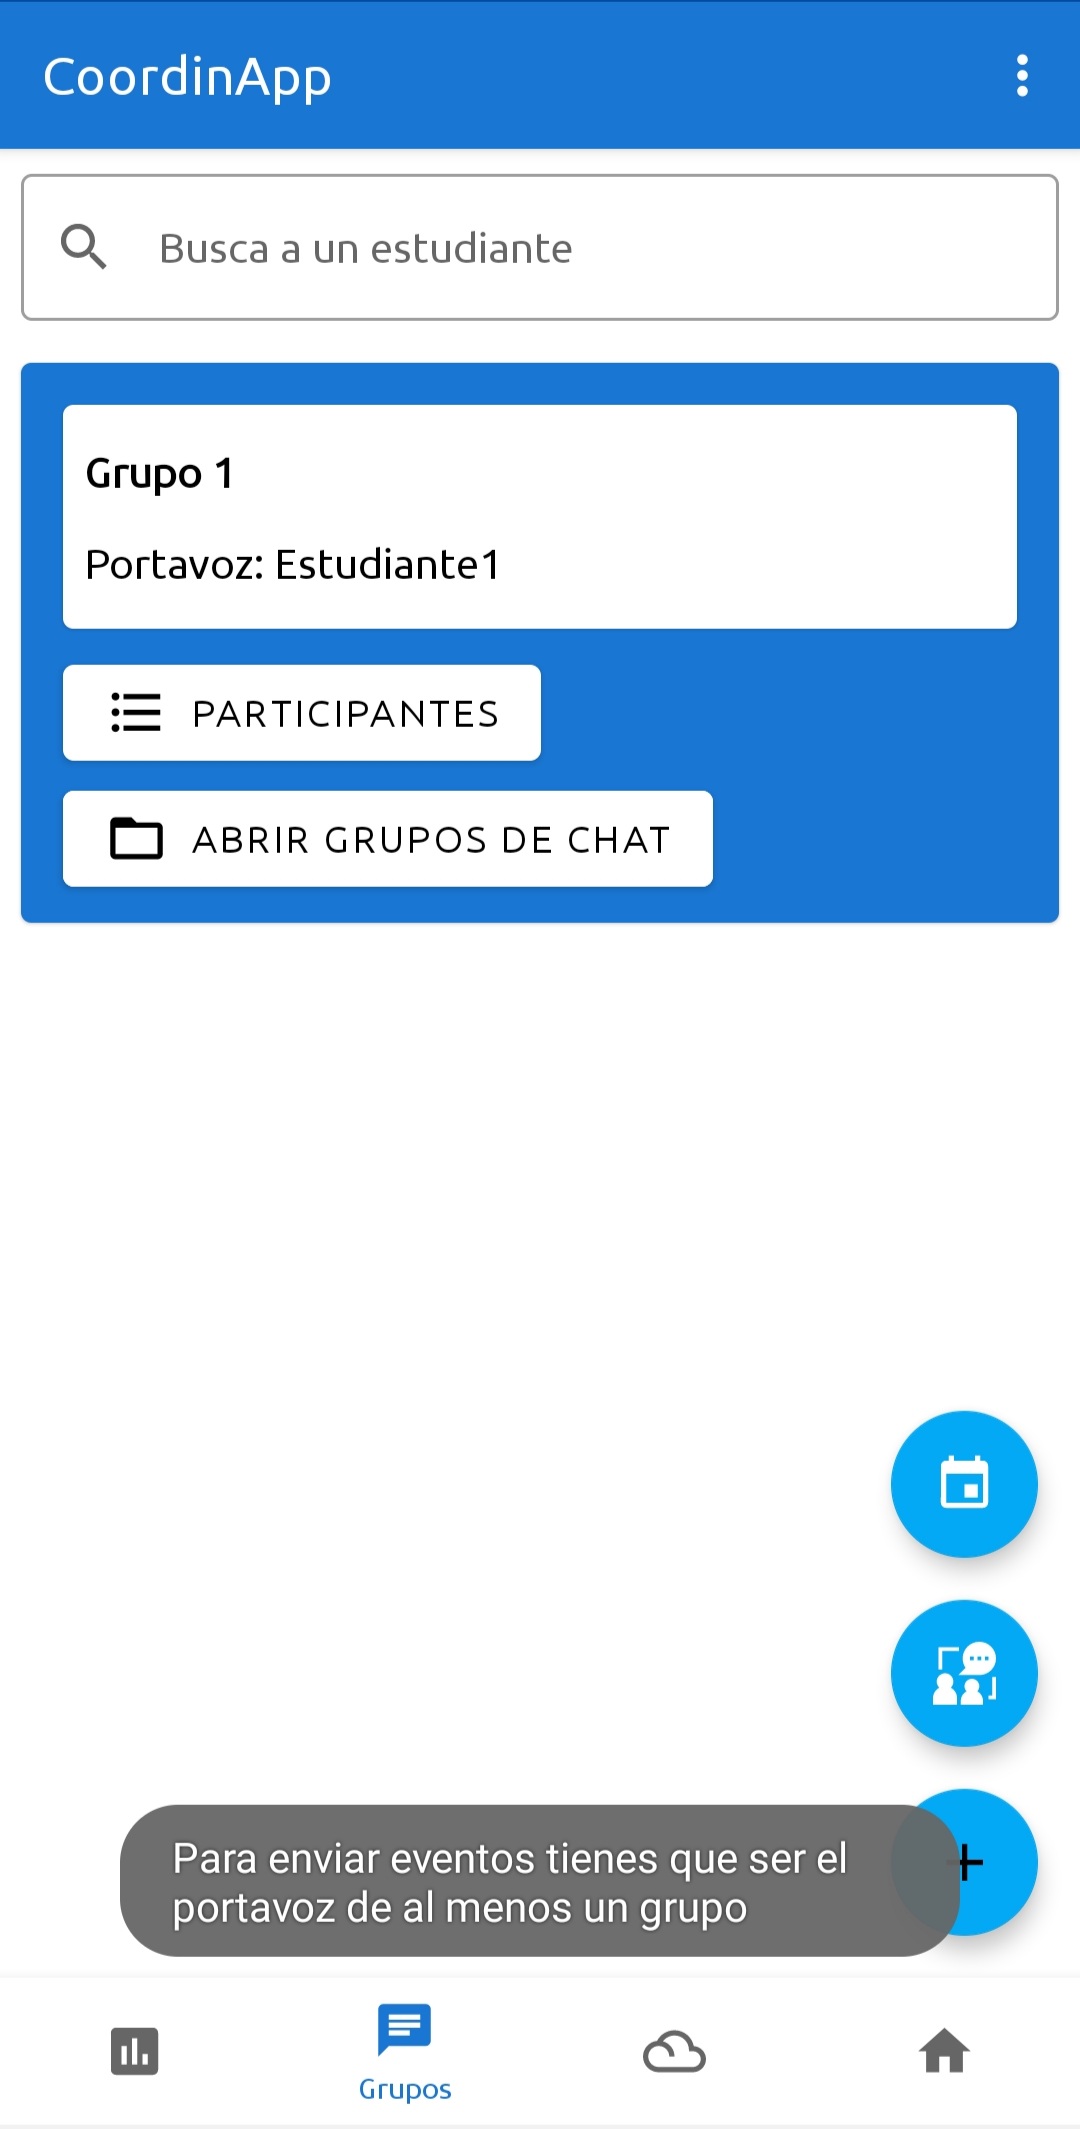 CoordinApp
Busca a un estudiante
Grupo 1
Portavoz: Estudiante1
PARTICIPANTES
ABRIR GRUPOS DE CHAT
Para enviar eventos tienes que ser el
portavoz de al menos un grupo
Grupos